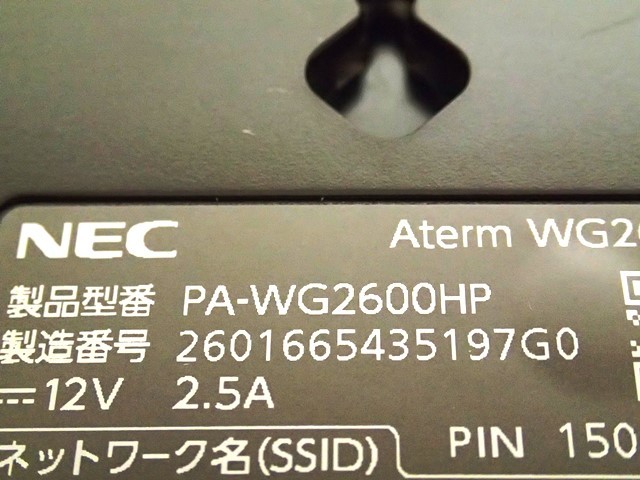 NEC Aterm WG26
製品型番 PA-WG2600HP
製造番号 2601665435197G0
12V 2.5A
ネットワーク名(SSID) PIN 150